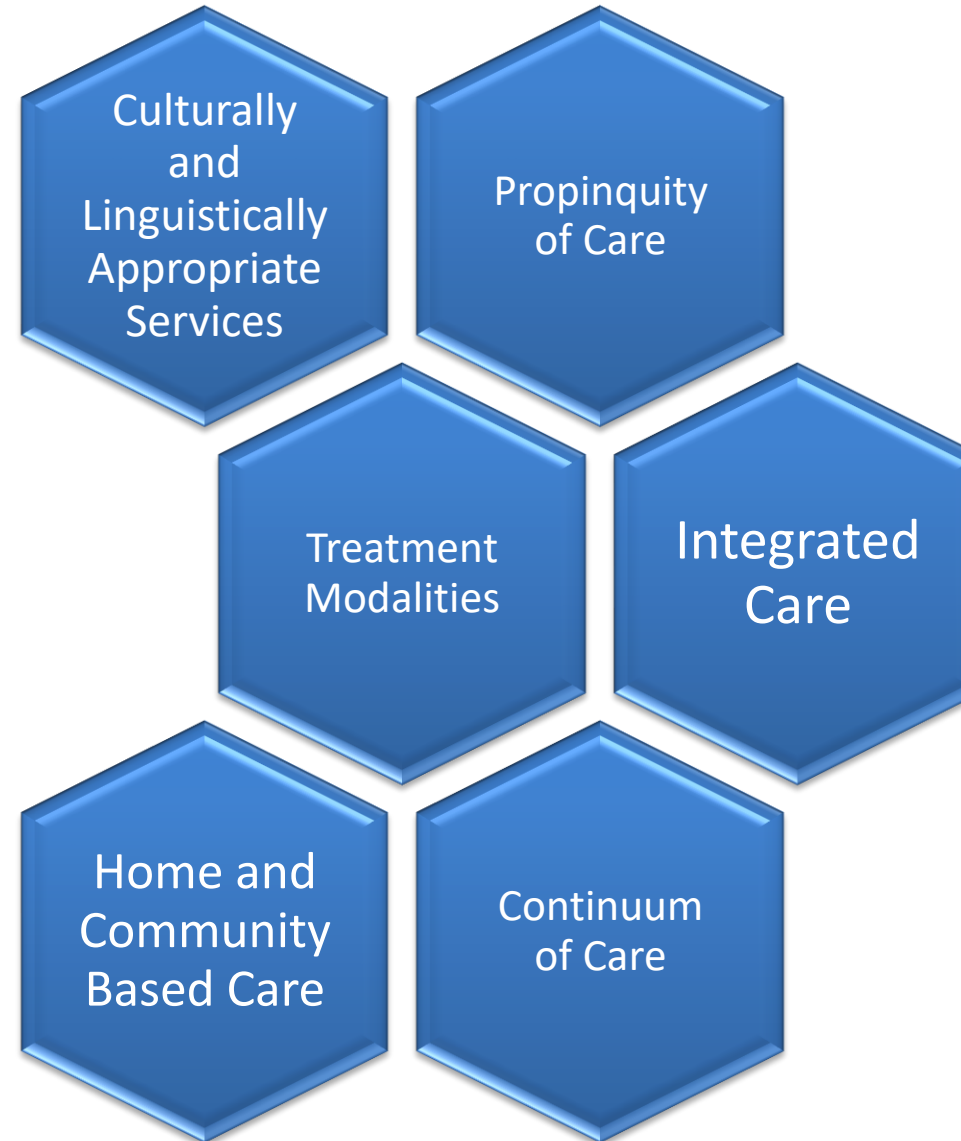 Culturally
and
Linguistically
Appropriate
Services
Propinquity
of Care
Treatment
Modalities
Integrated
Care
Home and
Community
Based Care
Continuum
of Care